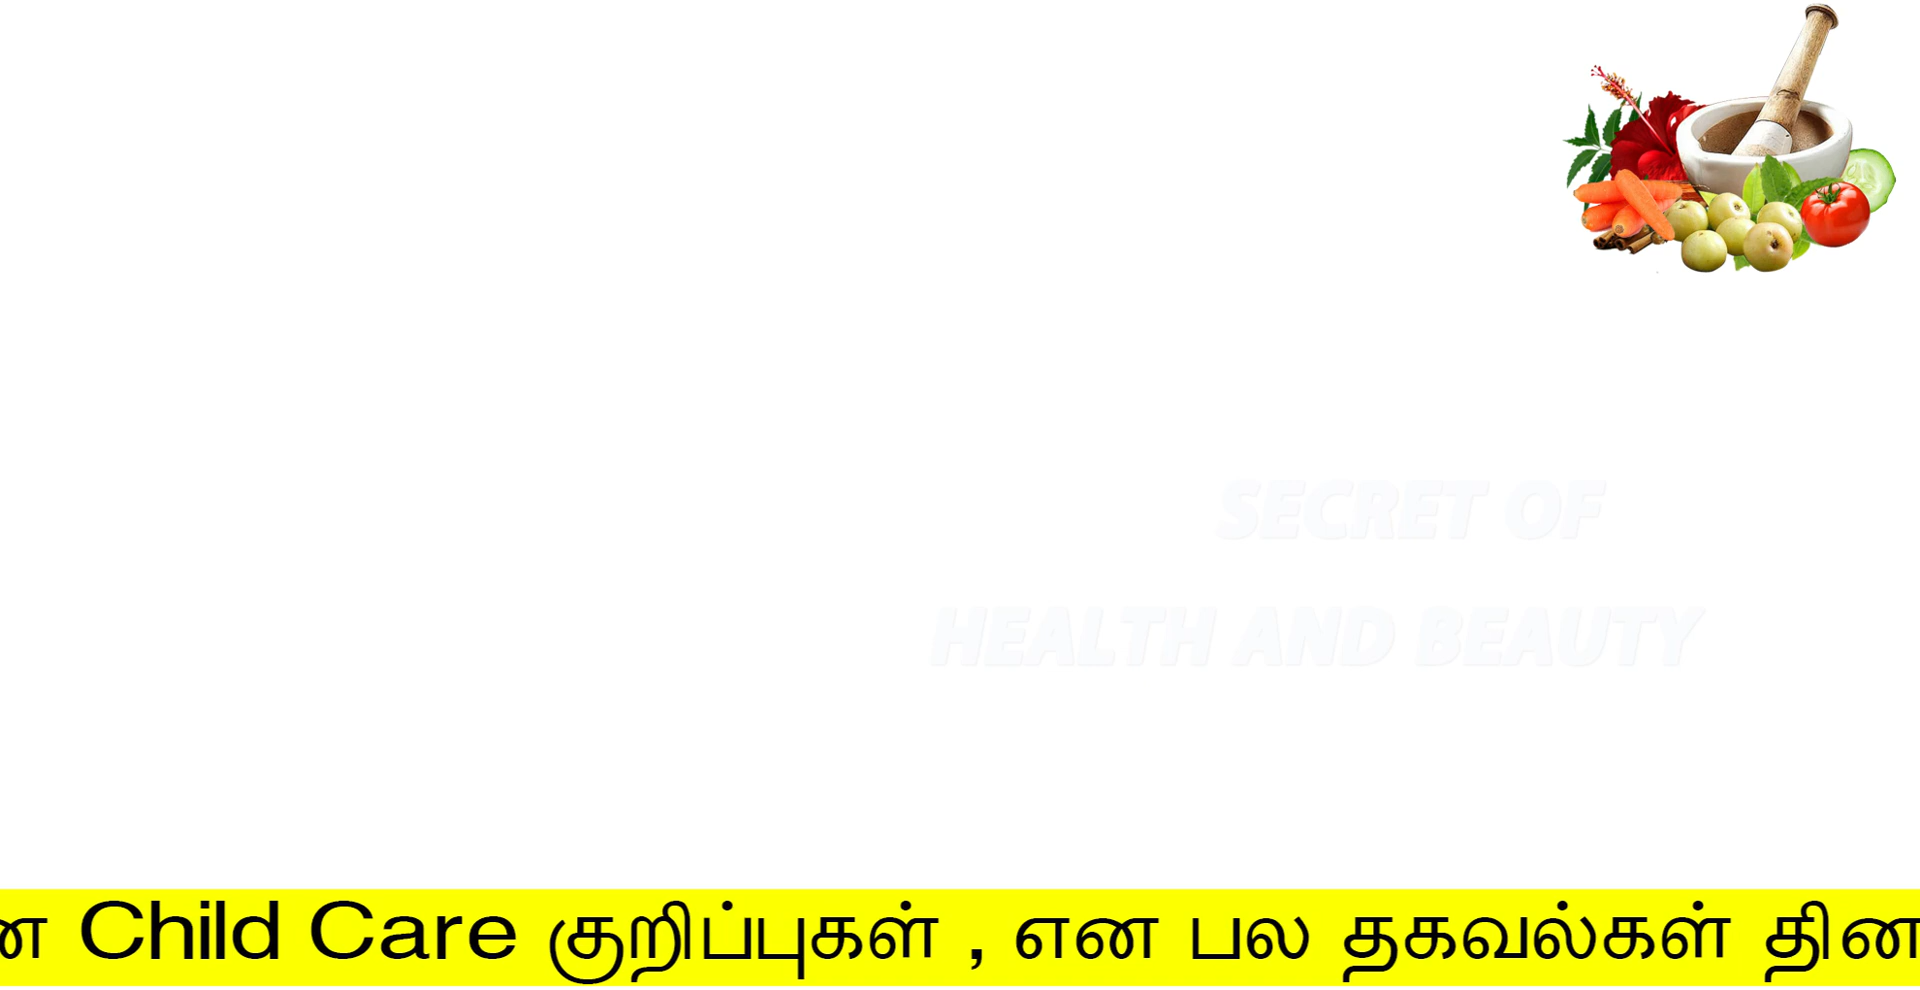 SECRET OF
HEALTH AND BEAUTY
Child Care குறிப்புகள் , என பல தகவல்கள்